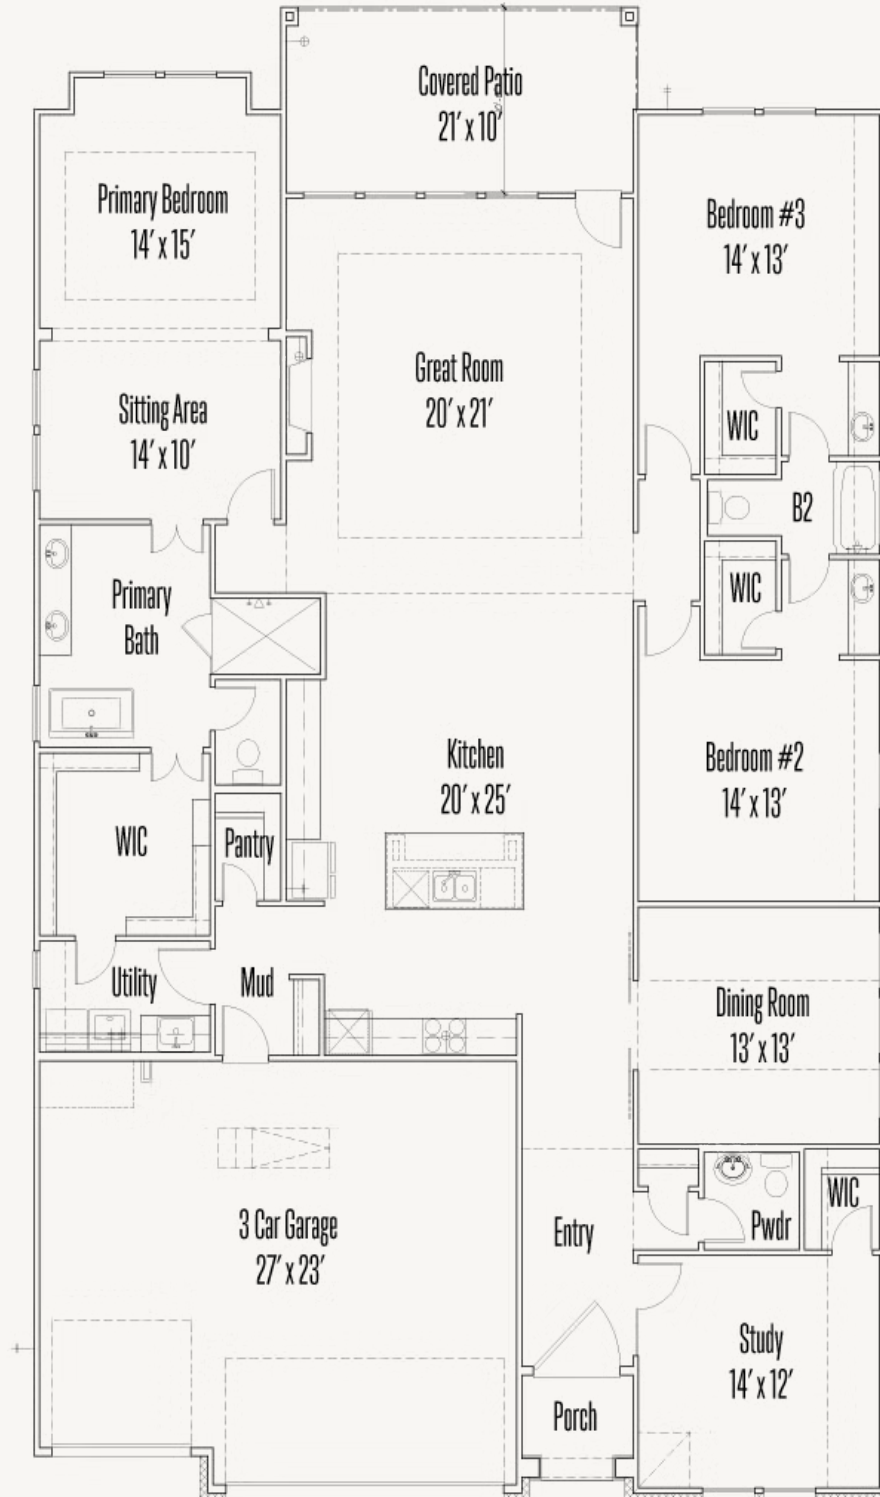 Covered Patio
21' x 10'
Primary Bedroom
14' x 15'
Bedroom #3
14' x 13'
Great Room
20' x 21'
Sitting Area
14' x 10'
WIC
B2
WIC
Primary
Bath
Kitchen
20' x 25'
Bedroom #2
14' x 13'
WIC
Pantry
Utility
Mud
Dining Room
13' x 13'
3 Car Garage
27' x 23'
Entry
Pwdr
WIC
Study
14' x 12'
Porch